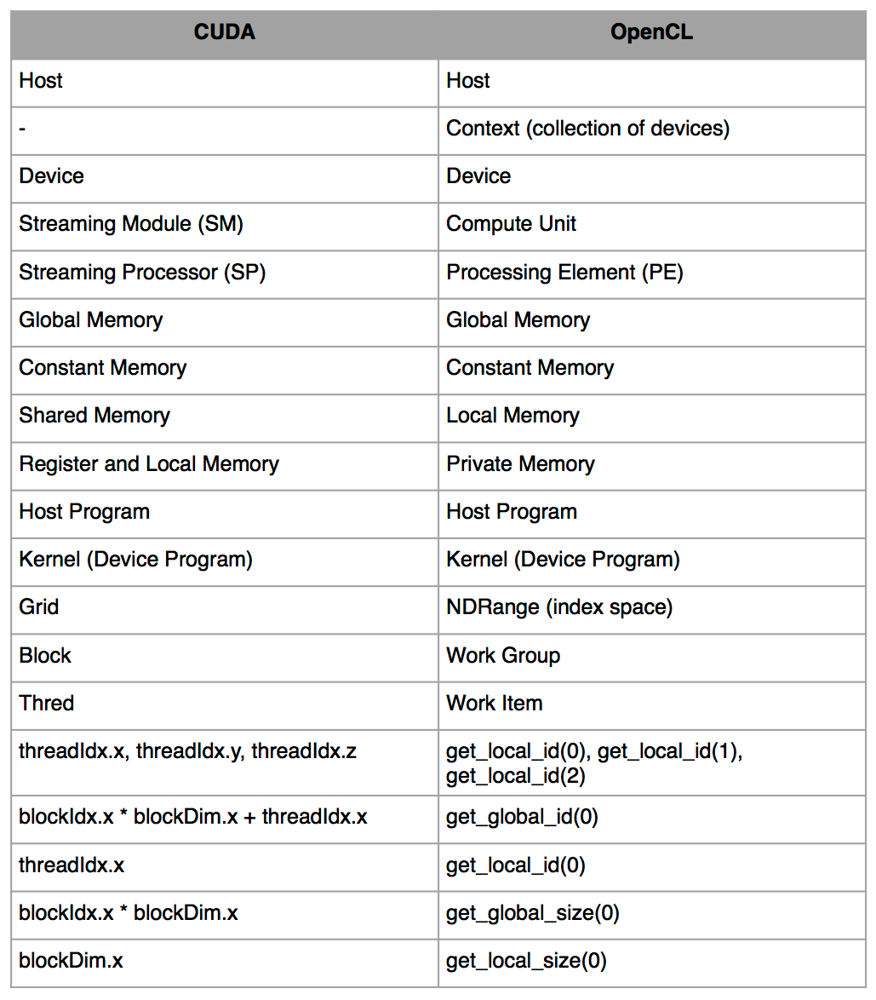 CUDA OpenCL
Host Host
- Context (collection of devices)
Device Device
Streaming Module (SM) Compute Unit
Streaming Processor (SP) Processing Element (PE)
Global Memory Global Memory
Constant Memory Constant Memory
Shared Memory Local Memory
Register and Local Memory Private Memory
Host Program Host Program
Kernel (Device Program) Kernel (Device Program)
Grid NDRange (index space)
Block Work Group
Thred Work Item
threadIdx.x, threadIdx.y, threadIdx.z get_local_id(0), get_local_id(1),
get_local_id(2)
blockIdx.x * blockDim.x + threadIdx.x get_global_id(0)
threadIdx.x get_local_id(0)
blockIdx.x * blockDim.x get_global_size(0)
blockDim.x get_local_size(0)